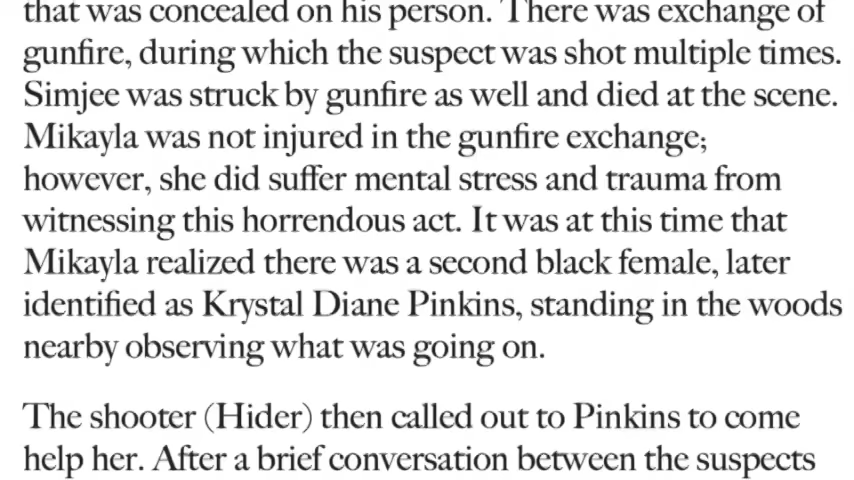 that was concealed on his person. There was exchange of
gunfire, during which the suspect was shot multiple times.
Simjee was struck by gunfire as well and died at the scene.
Mikayla was not injured in the gunfire exchange;
however, she did suffer mental stress and trauma from
witnessing this horrendous act. It was at this time that
Mikayla realized there was a second black female, later
identified as Krystal Diane Pinkins, standing in the woods
nearby observing what was going on.
The shooter (Hider) then called out to Pinkins to come
help her. After a brief conversation between the suspects